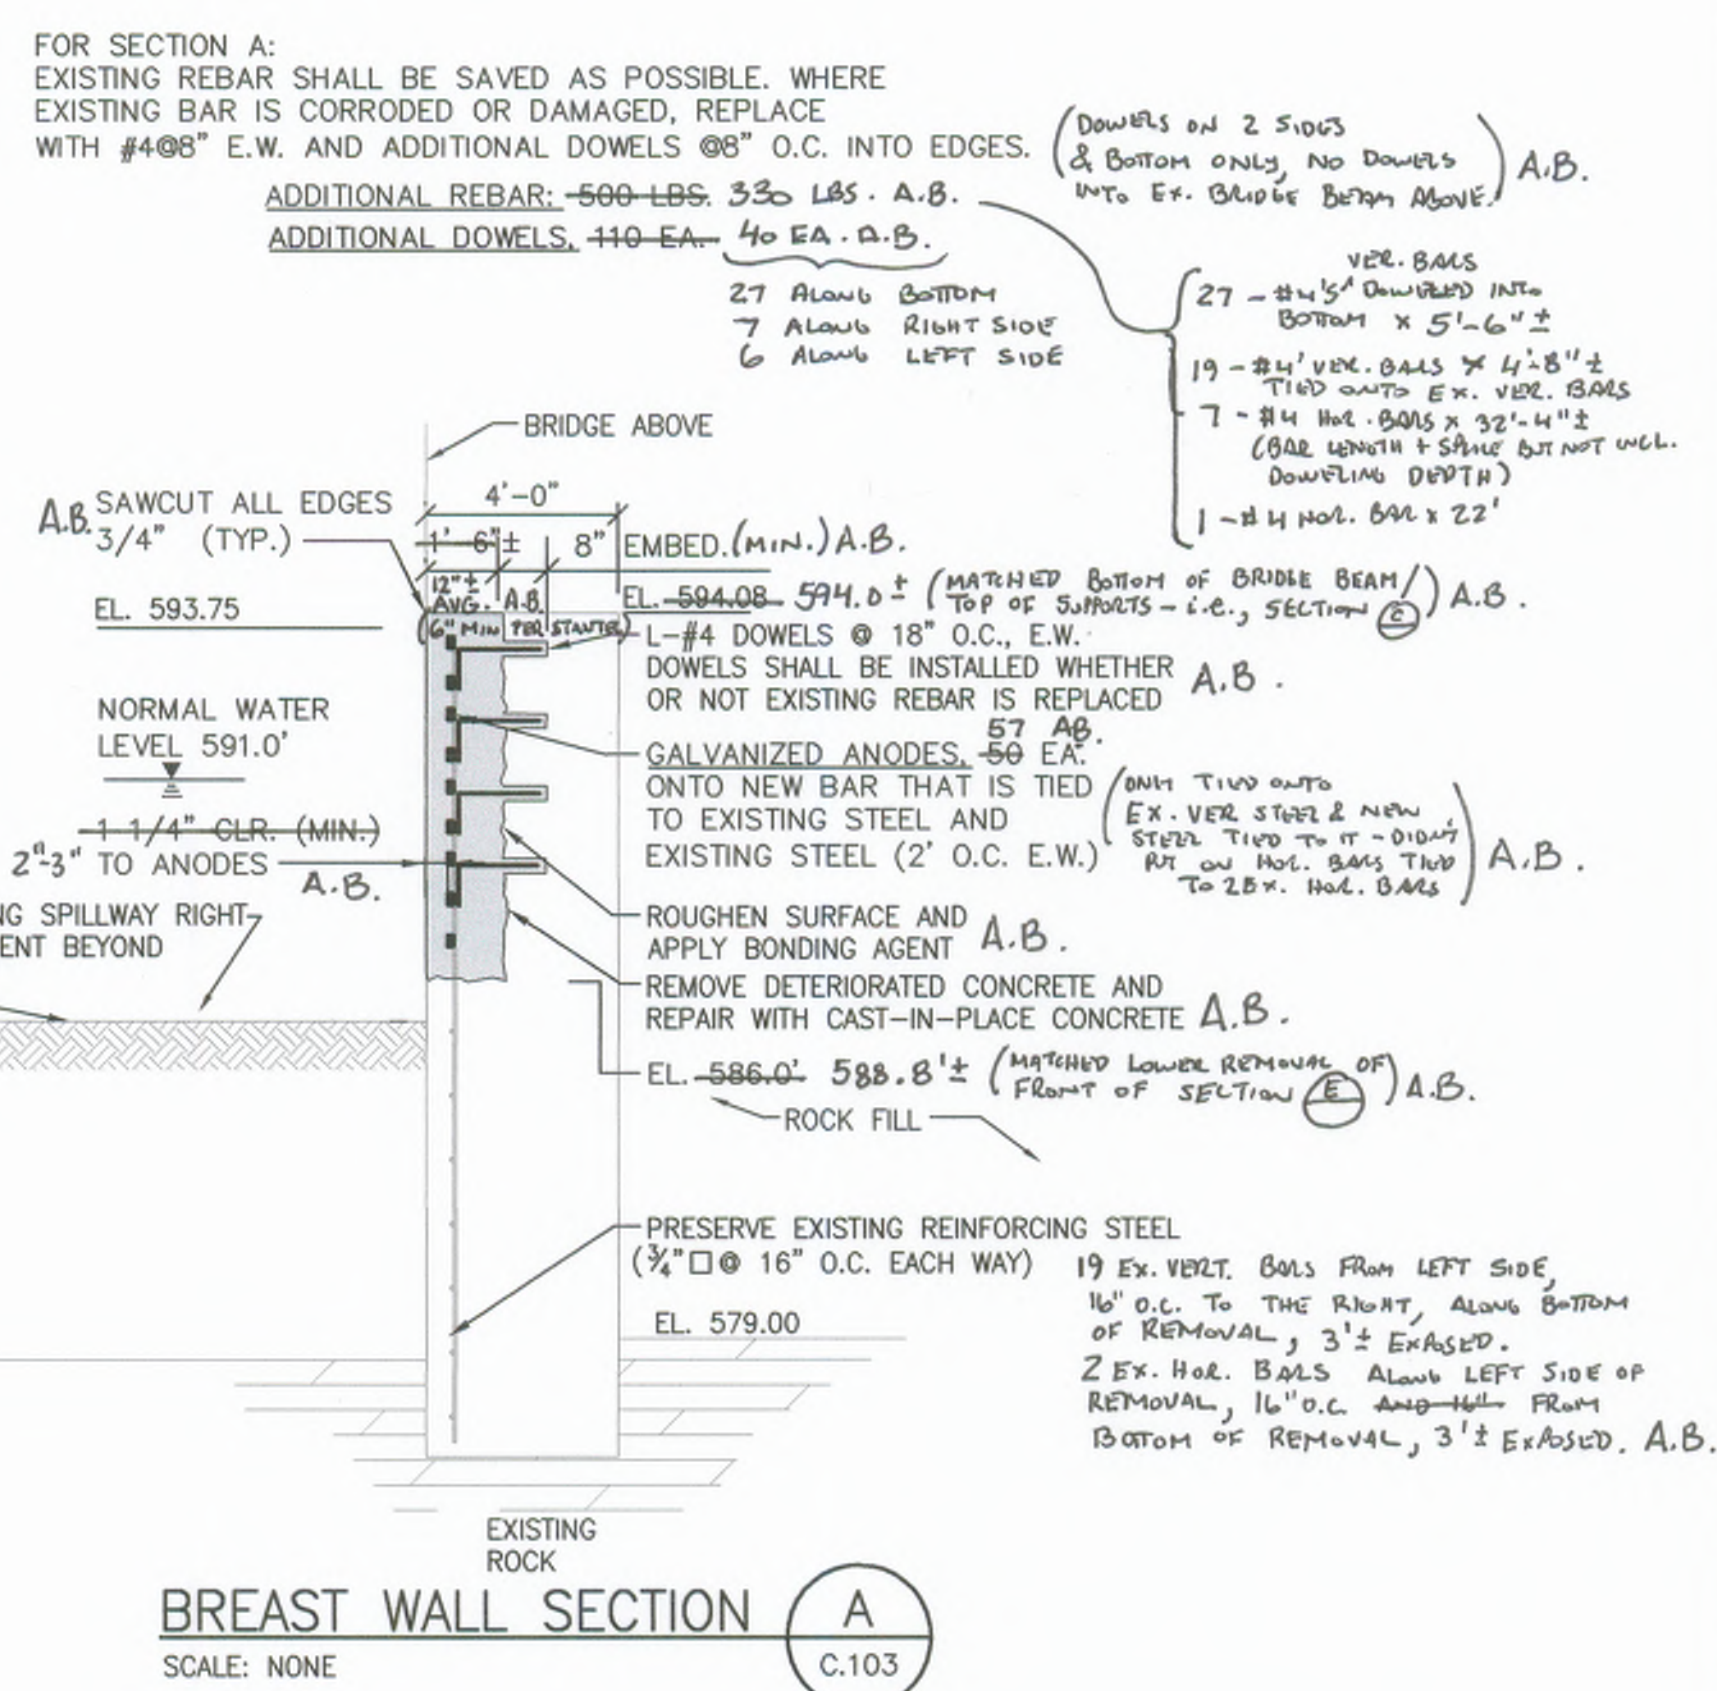 FOR SECTION A:
EXISTING REBAR SHALL BE SAVED AS POSSIBLE. WHERE
EXISTING BAR IS CORRODED OR DAMAGED, REPLACE
WITH #4@8" E.W. AND ADDITIONAL DOWELS @8" O.C. INTO EDGES.
(DOWELS ON 2 SIDES
& BOTTOM ONLY, NO DOWELS
INTO EX. BRIDGE BEAM ABOVE.) A.B.
ADDITIONAL REBAR: 500 LBS. 330 LBS. A.B.
ADDITIONAL DOWELS, 110 EA. 40 EA. A.B.
27 ALONG BOTTOM
7 ALONG RIGHT SIDE
6 ALONG LEFT SIDE
VER. BARS
27 - #4'S ^ DOWELED INTO
BOTTOM x 5'-6" ±
19 - #4' VER. BARS x 4'-8" ±
TIED ONTO EX. VER. BARS
7 - #4 HOR. BARS x 32'-4" ±
(BAR LENGTH + SPLICE BUT NOT INCL.
DOWELING DEPTH)
1 - #4 HOR. BAR x 22'
BRIDGE ABOVE
4'-0"
A.B. SAWCUT ALL EDGES
3/4" (TYP.)
1' 6"± 8" EMBED. (MIN.) A.B.
12" ±
AVG. A.B.
(6" MIN PER STANTEC)
EL. 593.75
EL. 594.08 594.0 ± (MATCHED BOTTOM OF BRIDGE BEAM/
TOP OF SUPPORTS - i.e., SECTION E) A.B.
L-#4 DOWELS @ 18" O.C., E.W.
DOWELS SHALL BE INSTALLED WHETHER
OR NOT EXISTING REBAR IS REPLACED A.B.
NORMAL WATER
LEVEL 591.0'
57 AB.
GALVANIZED ANODES, 50 EA.
ONTO NEW BAR THAT IS TIED
TO EXISTING STEEL AND
EXISTING STEEL (2' O.C. E.W.)
(ONLY TIED ONTO
EX. VER STEEL & NEW
STEEL TIED TO IT - DIDN'T
PUT ON HOR. BARS TIED
TO 2 EX. HOR. BARS) A.B.
1 1/4" CLR. (MIN.)
2"-3" TO ANODES
A.B.
NG SPILLWAY RIGHT
ENT BEYOND
ROUGHEN SURFACE AND
APPLY BONDING AGENT A.B.
REMOVE DETERIORATED CONCRETE AND
REPAIR WITH CAST-IN-PLACE CONCRETE A.B.
EL. 586.0' 588.8'± (MATCHED LOWER REMOVAL OF
FRONT OF SECTION E) A.B.
ROCK FILL
PRESERVE EXISTING REINFORCING STEEL
(¾"□@ 16" O.C. EACH WAY)
19 EX. VERT. BARS FROM LEFT SIDE,
16" O.C. TO THE RIGHT, ALONG BOTTOM
OF REMOVAL, 3'± EXPOSED.
2 EX. HOR. BARS ALONG LEFT SIDE OF
REMOVAL, 16" O.C. AND 16" FROM
BOTTOM OF REMOVAL, 3'± EXPOSED. A.B.
EL. 579.00
EXISTING
ROCK
BREAST WALL SECTION
SCALE: NONE
A
C.103